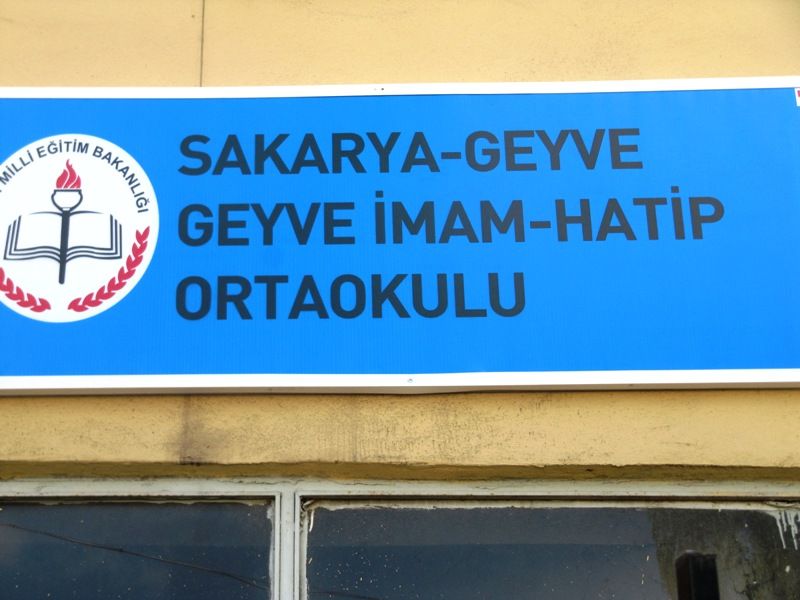 MİLLİ EĞİTİM BAKANLIĞI
SAKARYA-GEYVE
GEYVE İMAM-HATİP
ORTAOKULU